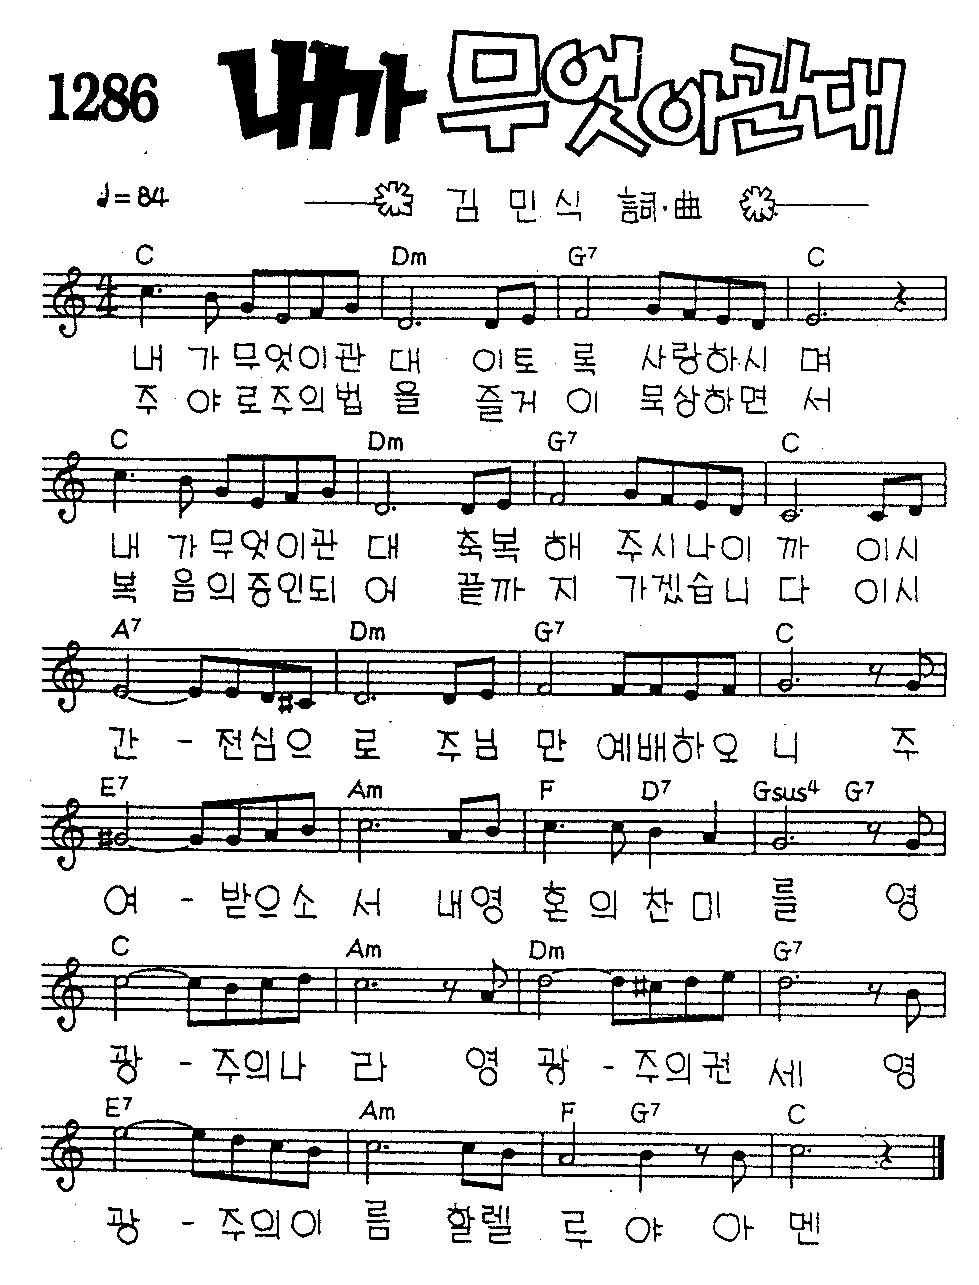 1286 내가 무엇이관대
♩=84 김 민 식 詞·曲
C Dm G7 C
내 가 무엇이관 대 이토 록 사랑하시 며
주 야로주의법 을 즐거 이 묵상하면 서
C Dm G7 C
내 가무엇이관 대 축복 해 주시나이 까 이시
복 음의증인되 어 끝까 지 가겠습니 다 이시
A7 Dm G7 C
간 - 전심으 로 주님 만 예배하오 니 주
E7 Am F D7 Gsus4 G7
여 - 받으소 서 내영 혼 의 찬 미 를 영
C Am Dm G7
광 - 주의나 라 영 광 - 주의권 세 영
E7 Am F G7 C
광 - 주의이 름 할렐 루 야 아 멘